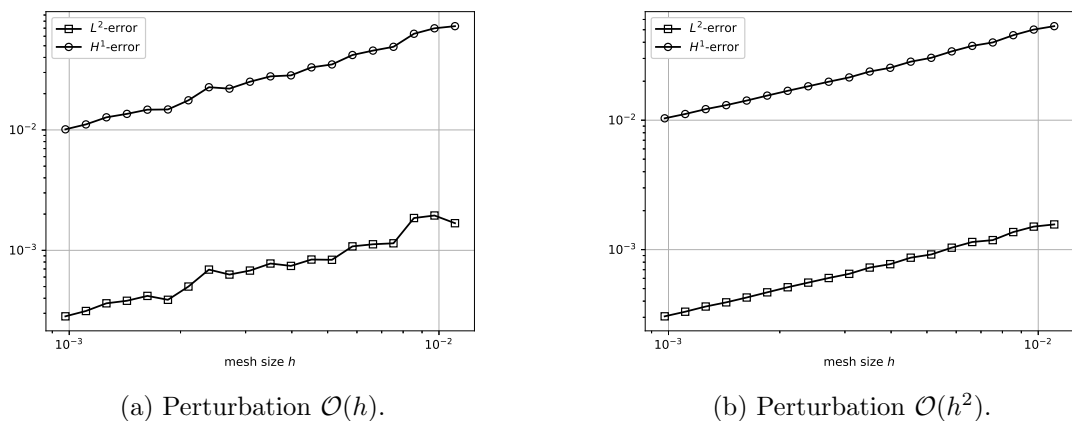 L²-error
H¹-error
10⁻²
10⁻³
10⁻³
10⁻²
mesh size h
(a) Perturbation 𝒪(h).
L²-error
H¹-error
10⁻²
10⁻³
10⁻³
10⁻²
mesh size h
(b) Perturbation 𝒪(h²).